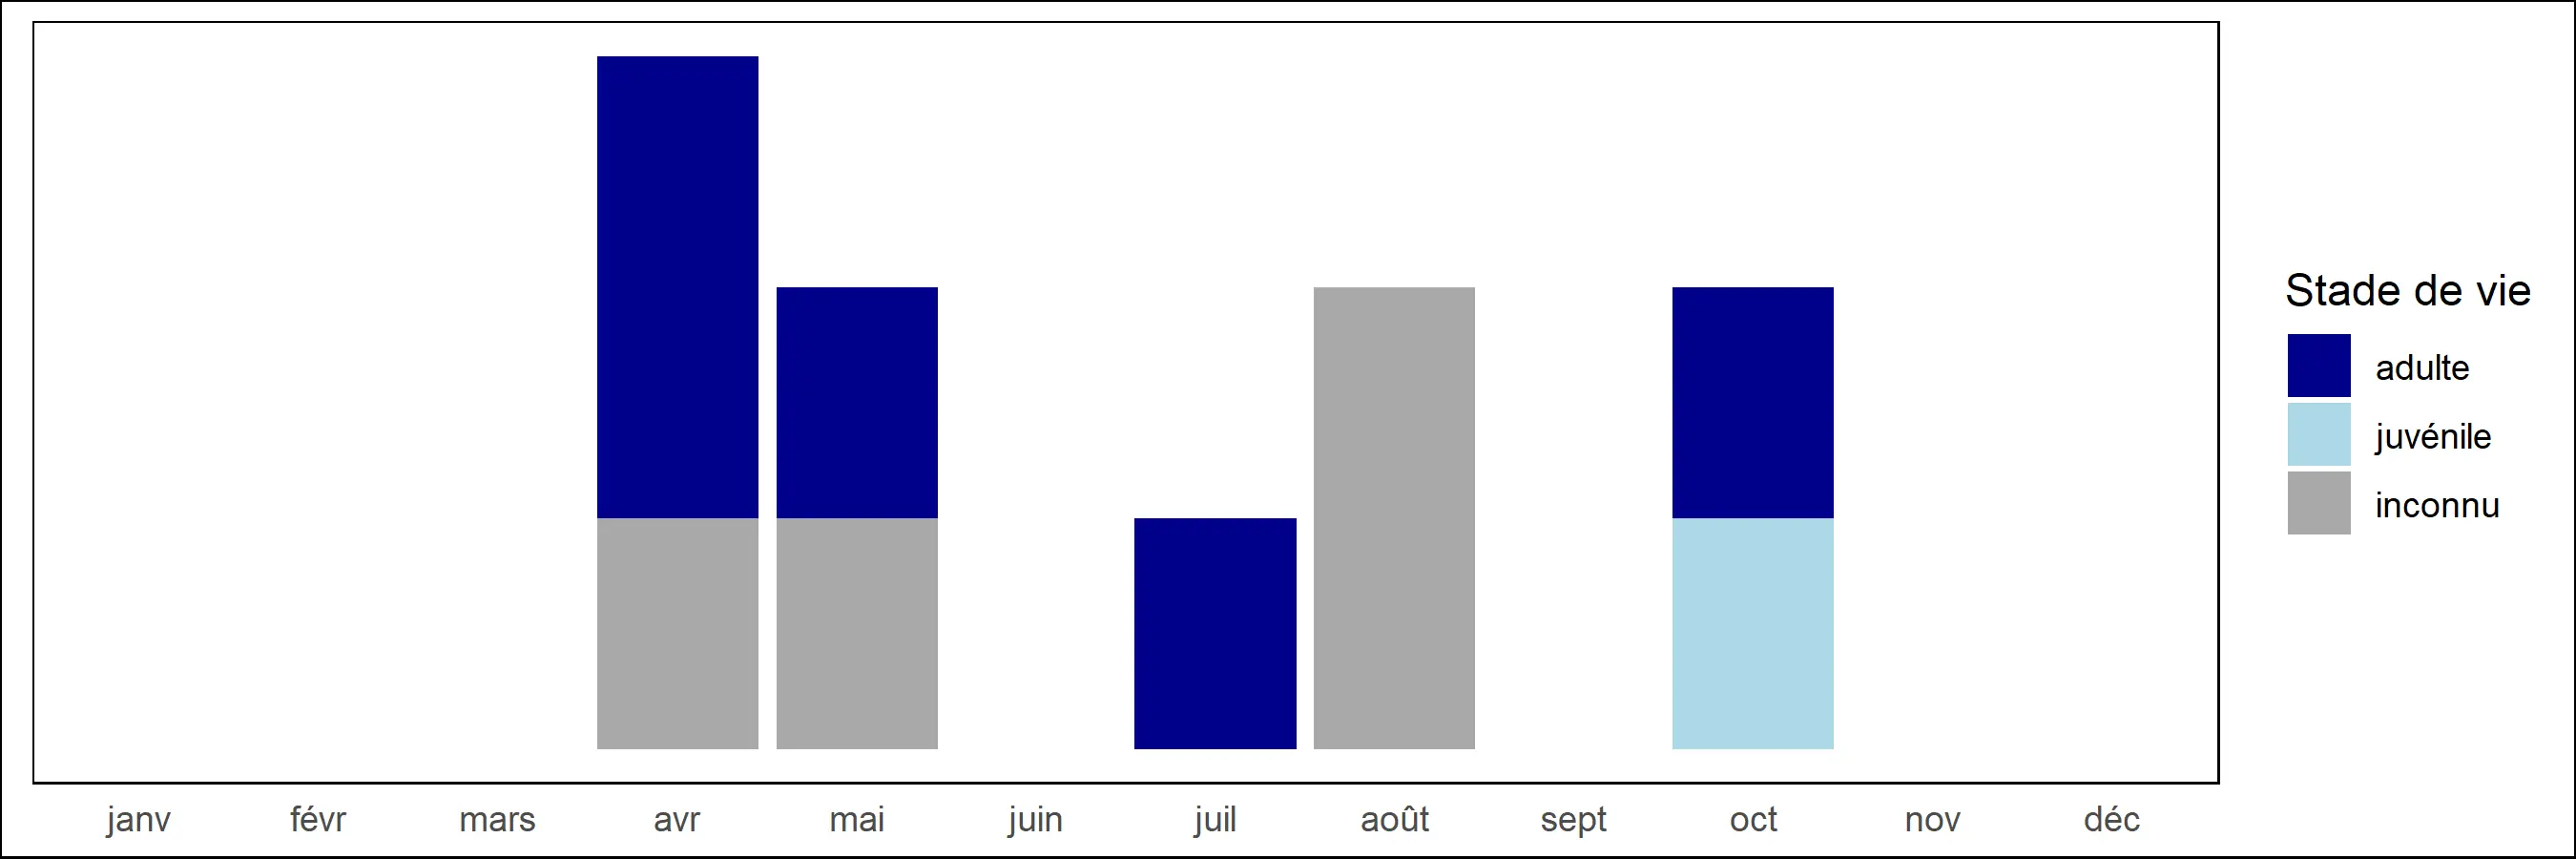 Stade de vie
adulte
juvénile
inconnu
janv févr mars avr mai juin juil août sept oct nov déc